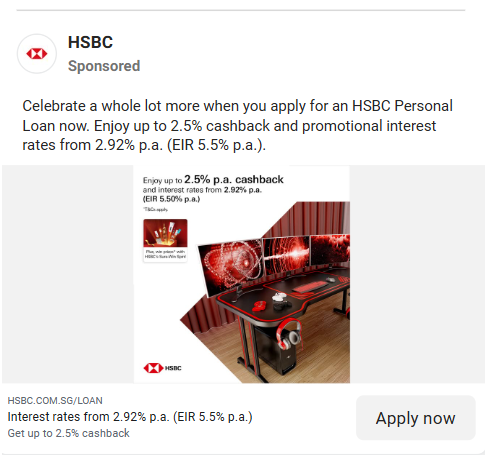 HSBC
Sponsored
Celebrate a whole lot more when you apply for an HSBC Personal
Loan now. Enjoy up to 2.5% cashback and promotional interest
rates from 2.92% p.a. (EIR 5.5% p.a.).
Enjoy up to 2.5% p.a. cashback
and interest rates from 2.92% p.a.
(EIR 5.50% p.a.)
*T&Cs apply.
Plus, win prizes* with
HSBC's Sure-Win Spin!
HSBC
HSBC.COM.SG/LOAN
Interest rates from 2.92% p.a. (EIR 5.5% p.a.)
Get up to 2.5% cashback
Apply now